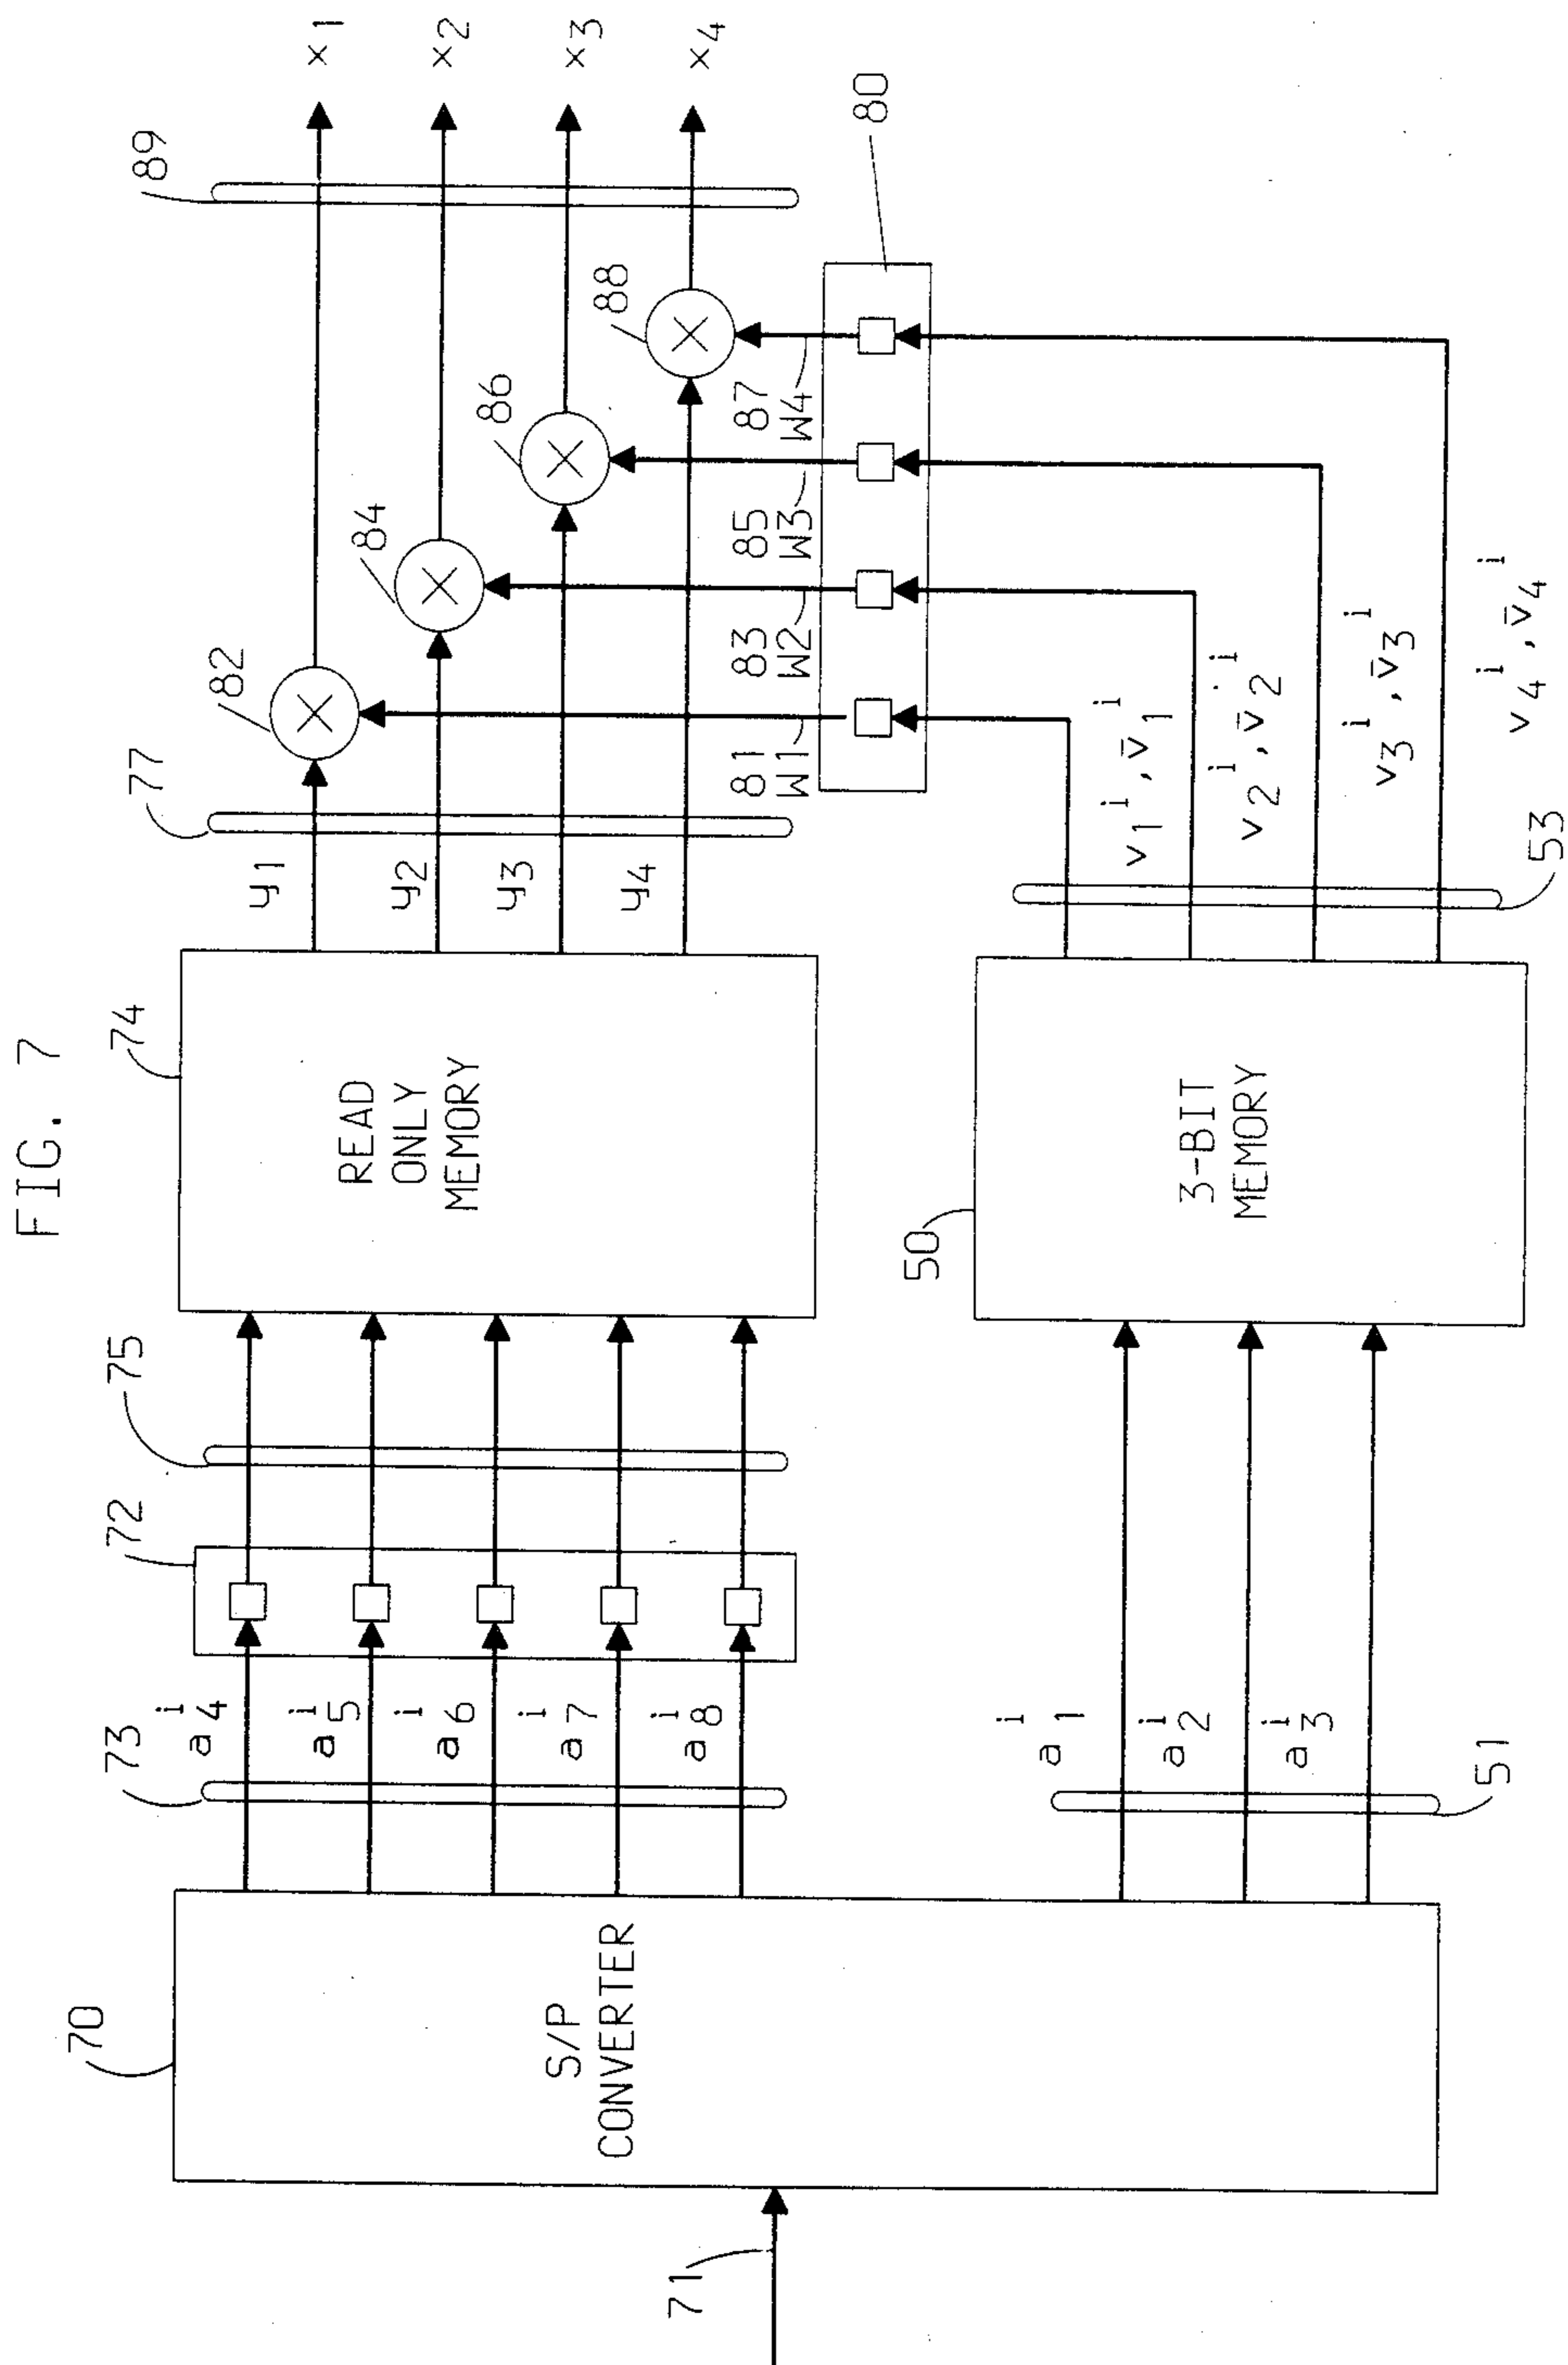 FIG. 7
70
S/P
CONVERTER
71
73
a₄ⁱ
a₅ⁱ
a₆ⁱ
a₇ⁱ
a₈ⁱ
72
75
74
READ
ONLY
MEMORY
77
y₁
y₂
y₃
y₄
82
84
86
88
89
x₁
x₂
x₃
x₄
81
W1
83
W2
85
W3
87
W4
80
51
a₁ⁱ
a₂ⁱ
a₃ⁱ
50
3-BIT
MEMORY
53
v₁ⁱ, v̄₁ⁱ
v₂ⁱ, v̄₂ⁱ
v₃ⁱ, v̄₃ⁱ
v₄ⁱ, v̄₄ⁱ